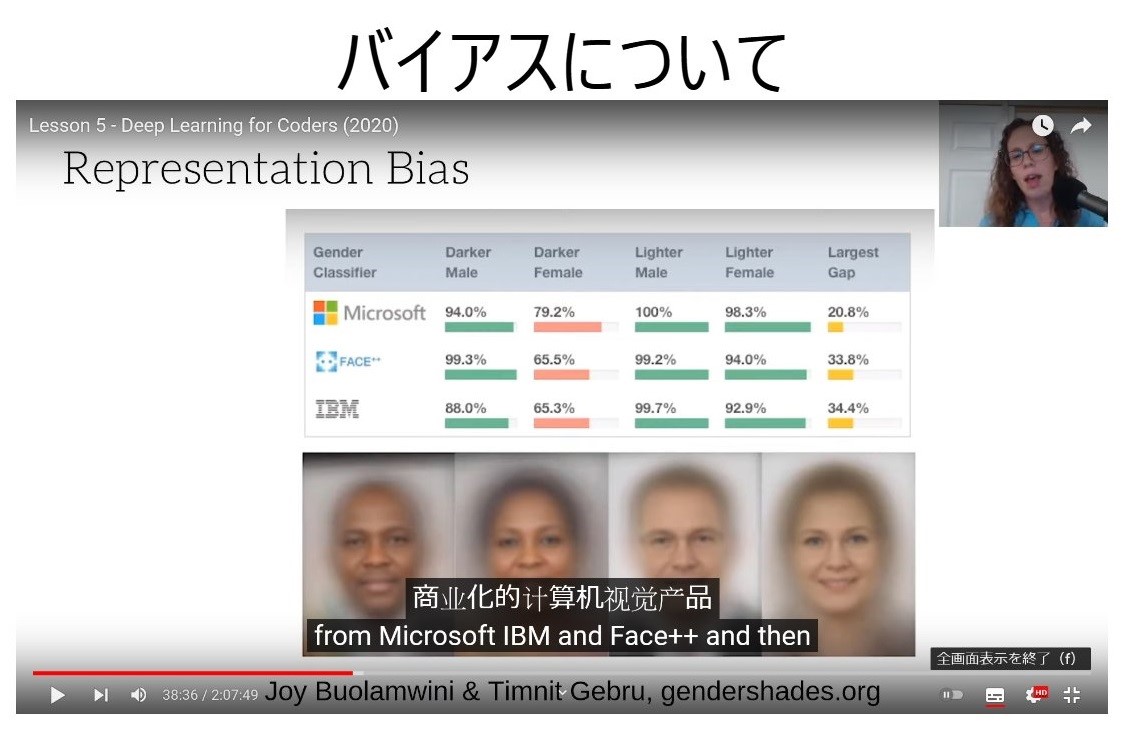 バイアスについて
Lesson 5 - Deep Learning for Coders (2020)
Representation Bias
Gender Classifier Darker Male Darker Female Lighter Male Lighter Female Largest Gap
Microsoft 94.0% 79.2% 100% 98.3% 20.8%
FACE++ 99.3% 65.5% 99.2% 94.0% 33.8%
IBM 88.0% 65.3% 99.7% 92.9% 34.4%
商业化的计算机视觉产品
from Microsoft IBM and Face++ and then
全画面表示を終了 (f)
38:36 / 2:07:49 Joy Buolamwini & Timnit Gebru, gendershades.org
HD